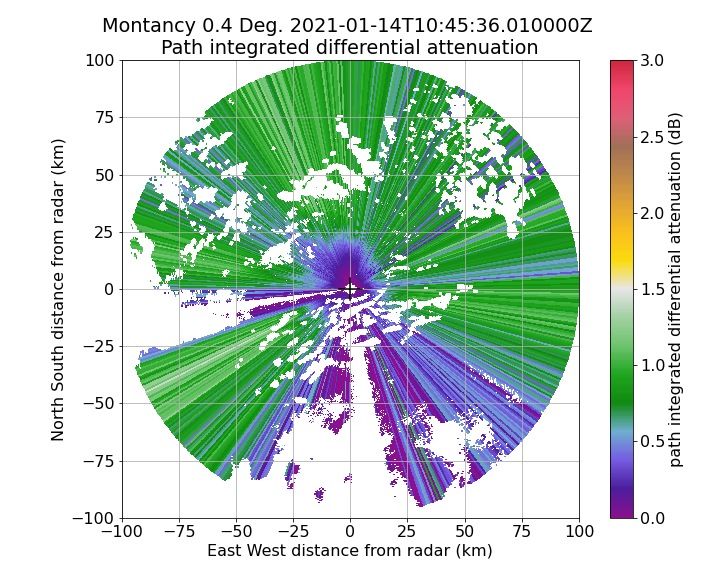 Montancy 0.4 Deg. 2021-01-14T10:45:36.010000Z
Path integrated differential attenuation
100
75
50
25
0
−25
−50
−75
−100
−100 −75 −50 −25 0 25 50 75 100
North South distance from radar (km)
East West distance from radar (km)
3.0
2.5
2.0
1.5
1.0
0.5
0.0
path integrated differential attenuation (dB)